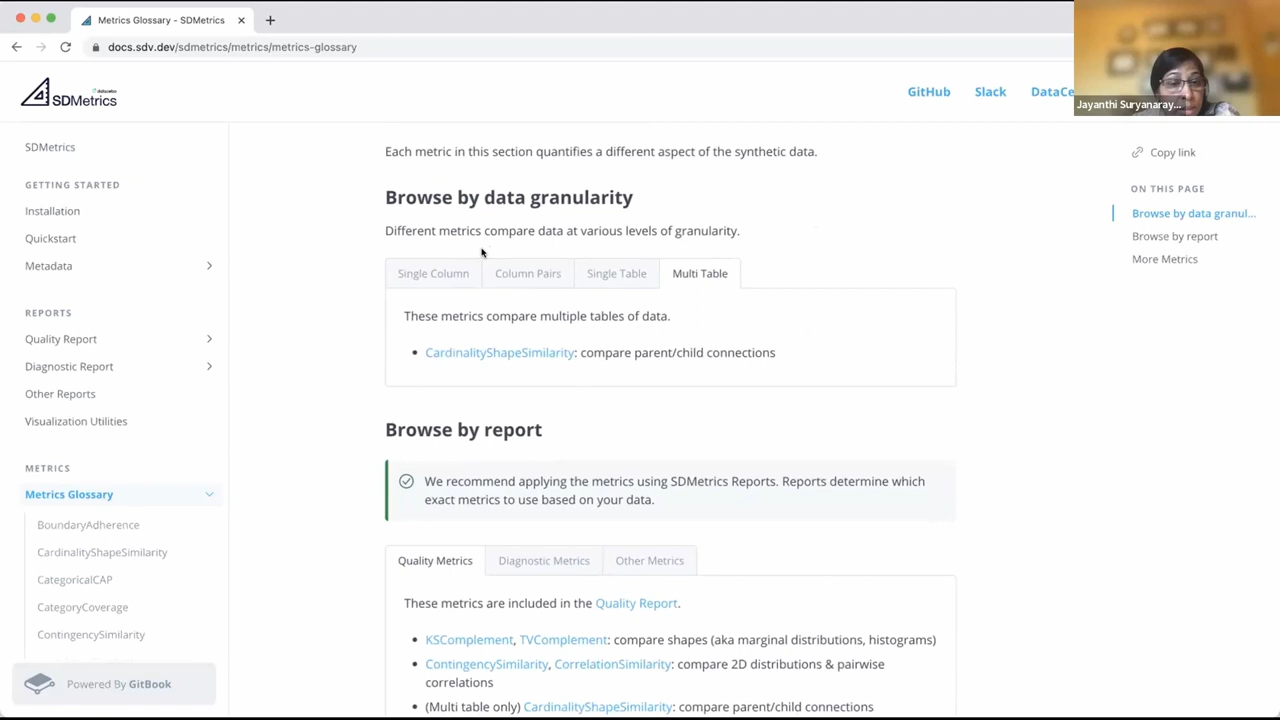 Metrics Glossary - SDMetrics
docs.sdv.dev/sdmetrics/metrics/metrics-glossary
datacebo
SDMetrics
GitHub
Slack
DataCe
Jayanthi Suryanaray...
SDMetrics
GETTING STARTED
Installation
Quickstart
Metadata
REPORTS
Quality Report
Diagnostic Report
Other Reports
Visualization Utilities
METRICS
Metrics Glossary
BoundaryAdherence
CardinalityShapeSimilarity
CategoricalCAP
CategoryCoverage
ContingencySimilarity
Powered By GitBook
Each metric in this section quantifies a different aspect of the synthetic data.
Browse by data granularity
Different metrics compare data at various levels of granularity.
Single Column
Column Pairs
Single Table
Multi Table
These metrics compare multiple tables of data.
• CardinalityShapeSimilarity: compare parent/child connections
Browse by report
We recommend applying the metrics using SDMetrics Reports. Reports determine which
exact metrics to use based on your data.
Quality Metrics
Diagnostic Metrics
Other Metrics
These metrics are included in the Quality Report.
• KSComplement, TVComplement: compare shapes (aka marginal distributions, histograms)
• ContingencySimilarity, CorrelationSimilarity: compare 2D distributions & pairwise
correlations
• (Multi table only) CardinalityShapeSimilarity: compare parent/child connections
Copy link
ON THIS PAGE
Browse by data granul...
Browse by report
More Metrics